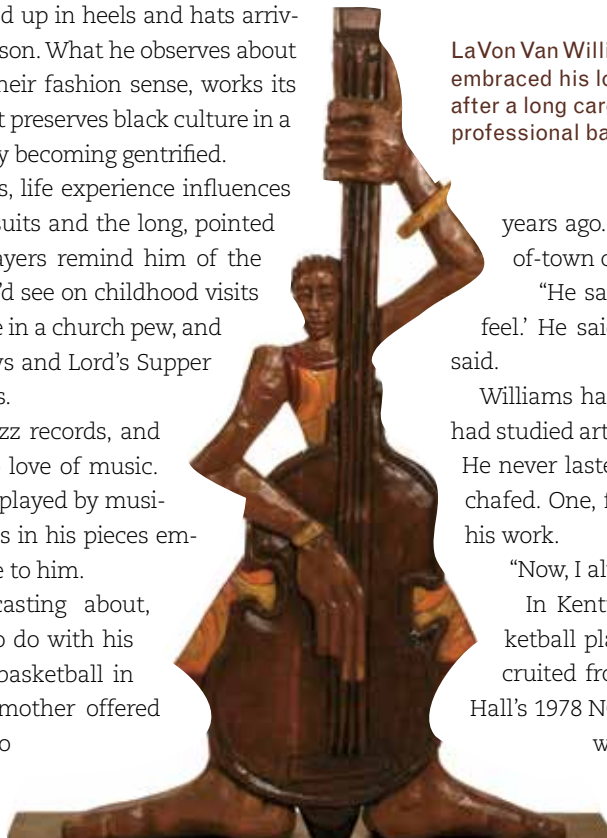 d up in heels and hats arriv-
son. What he observes about
heir fashion sense, works its
t preserves black culture in a
y becoming gentrified.
s, life experience influences
suits and the long, pointed
ayers remind him of the
'd see on childhood visits
e in a church pew, and
vs and Lord's Supper
s.
zz records, and
love of music.
played by musi-
s in his pieces em-
e to him.
casting about,
o do with his
basketball in
mother offered
o
LaVon Van Willi
embraced his lo
after a long car
professional ba
years ago.
of-town c
"He sa
feel.' He said
said.
Williams ha
had studied art
He never laste
chafed. One, f
his work.
"Now, I al
In Kent
ketball pla
cruited fro
Hall's 1978 N
w